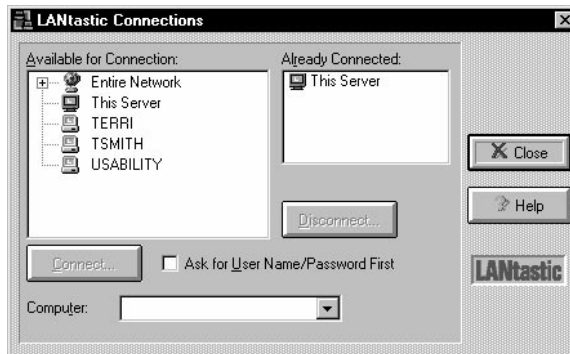 LANtastic Connections
Available for Connection:
Entire Network
This Server
TERRI
TSMITH
USABILITY
Already Connected:
This Server
Disconnect...
Connect...
Ask for User Name/Password First
Computer:
Close
Help
LANtastic